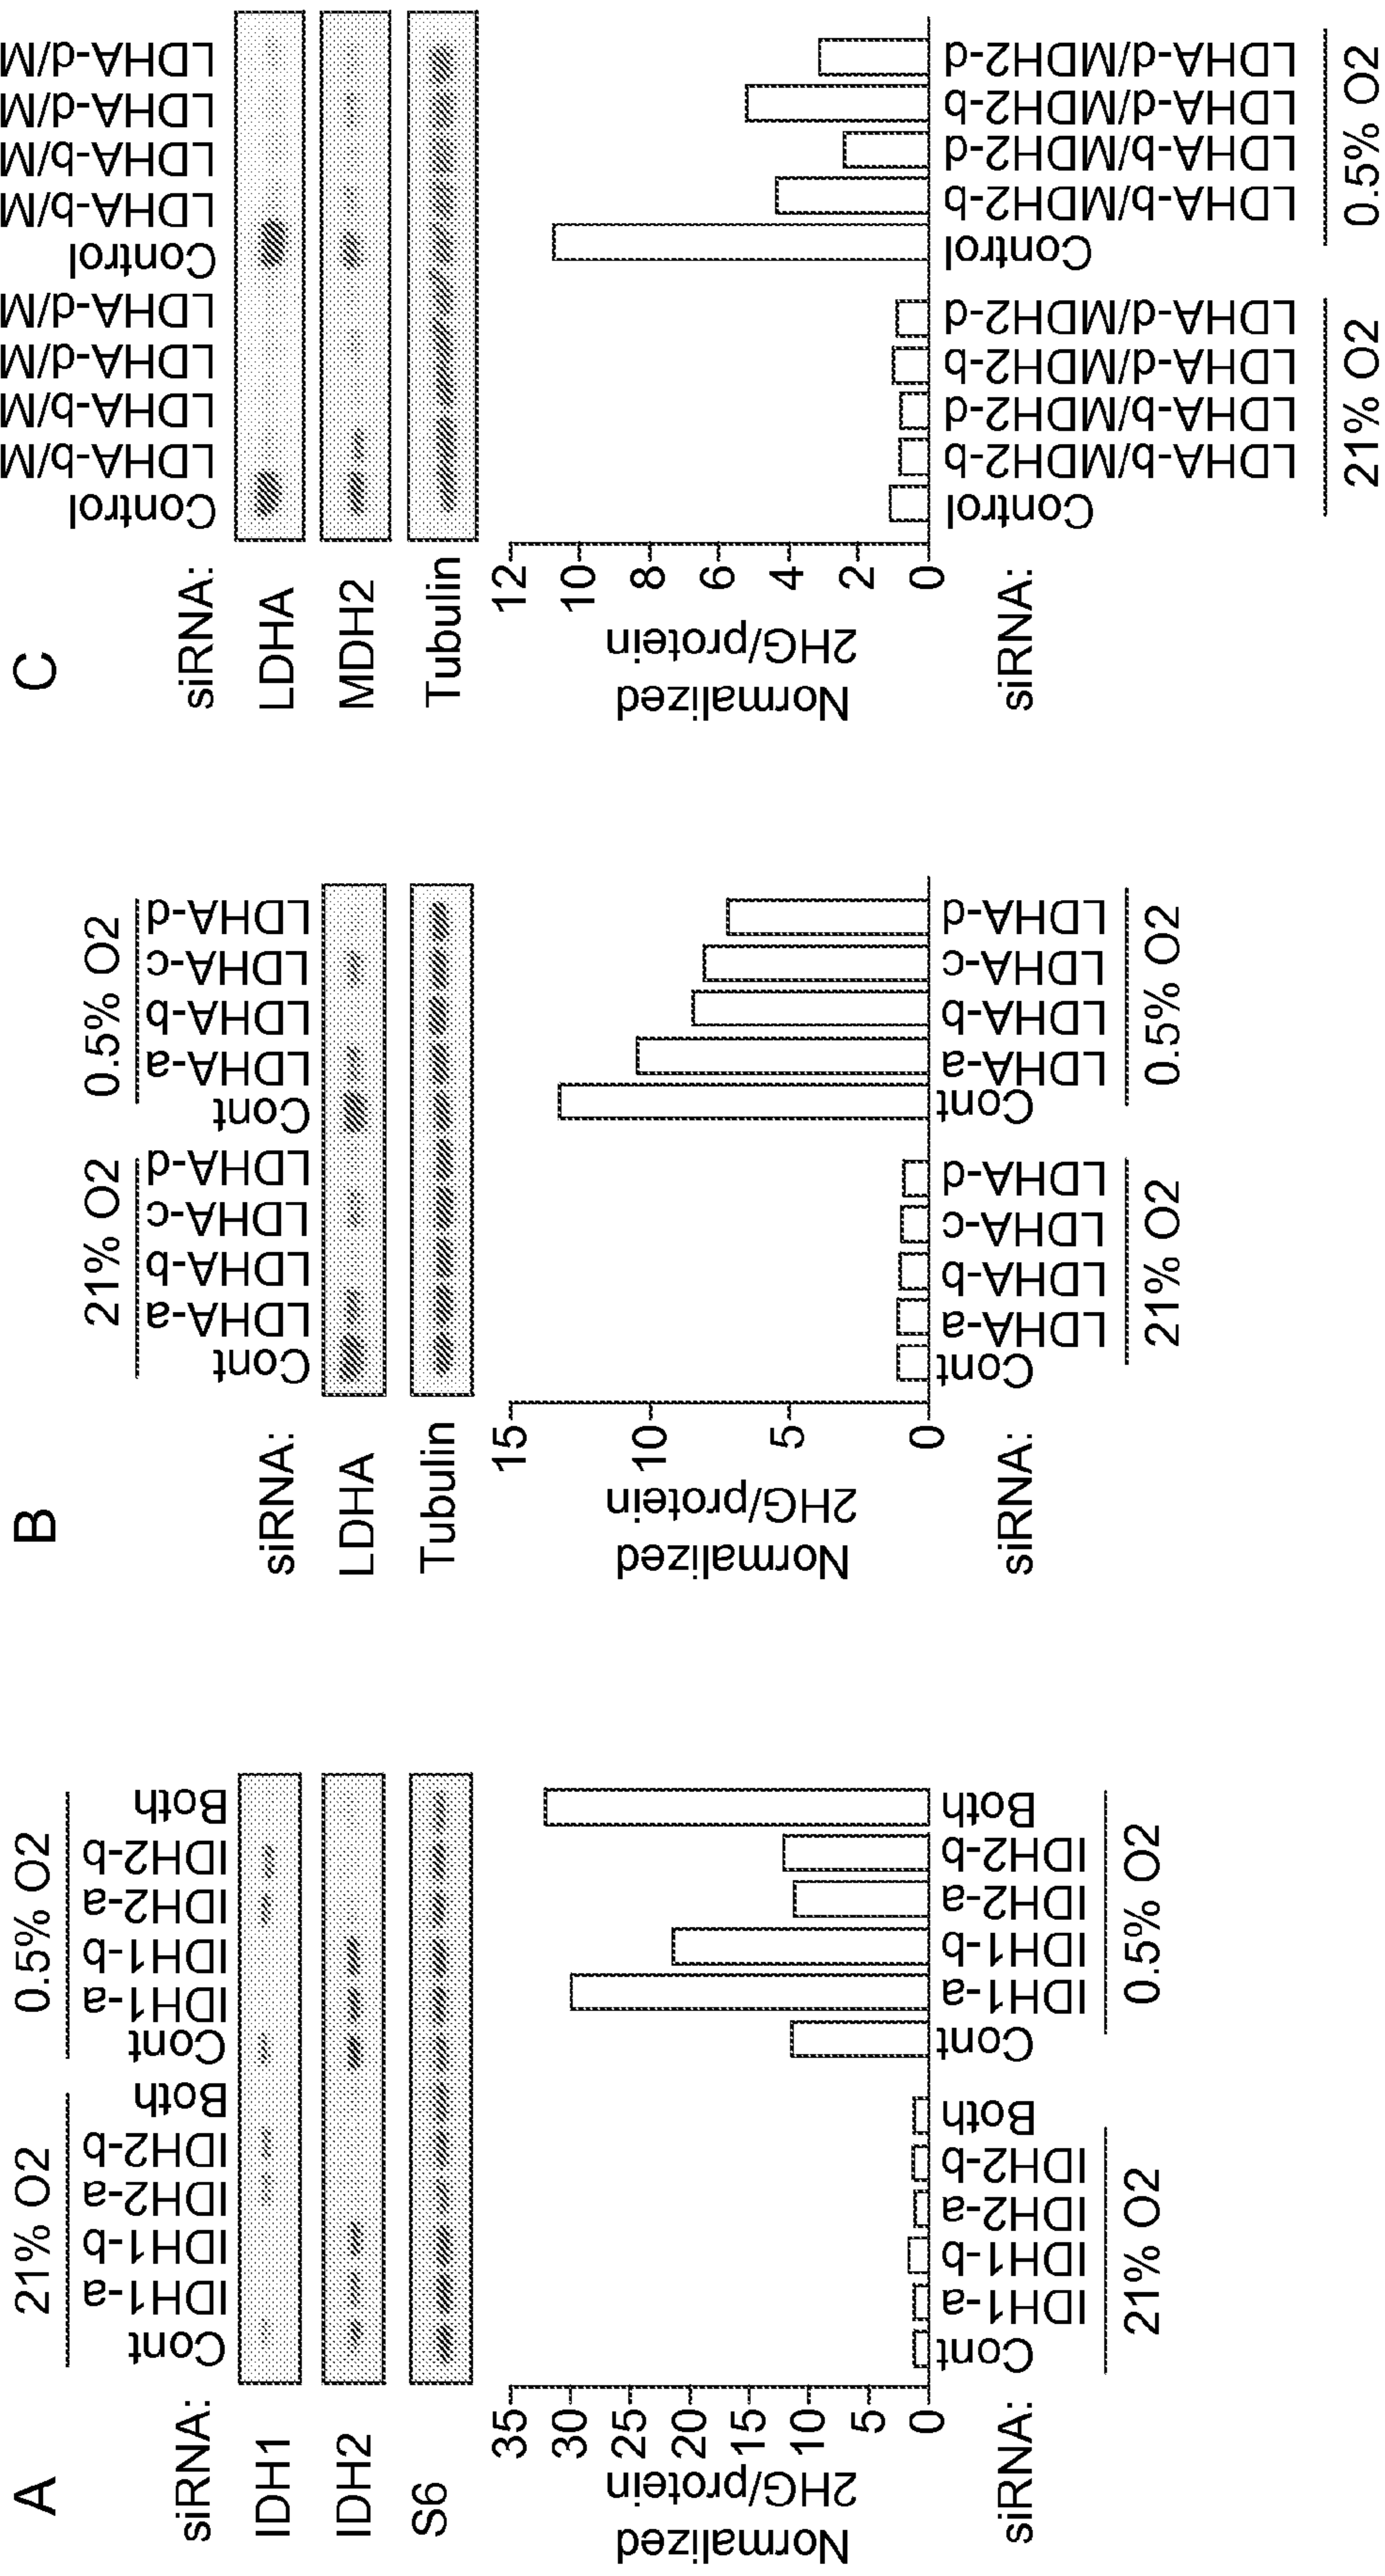 A
21% O2
0.5% O2
siRNA:
Cont
IDH1-a
IDH1-b
IDH2-a
IDH2-b
Both
Cont
IDH1-a
IDH1-b
IDH2-a
IDH2-b
Both
IDH1
IDH2
S6
Normalized
2HG/protein
35
30
25
20
15
10
5
0
siRNA:
Cont
IDH1-a
IDH1-b
IDH2-a
IDH2-b
Both
Cont
IDH1-a
IDH1-b
IDH2-a
IDH2-b
Both
21% O2
0.5% O2
B
21% O2
0.5% O2
siRNA:
Cont
LDHA-a
LDHA-b
LDHA-c
LDHA-d
Cont
LDHA-a
LDHA-b
LDHA-c
LDHA-d
LDHA
Tubulin
Normalized
2HG/protein
15
10
5
0
siRNA:
Cont
LDHA-a
LDHA-b
LDHA-c
LDHA-d
Cont
LDHA-a
LDHA-b
LDHA-c
LDHA-d
21% O2
0.5% O2
C
siRNA:
Control
LDHA-b/M
LDHA-b/M
LDHA-d/M
LDHA-d/M
Control
LDHA-b/M
LDHA-b/M
LDHA-d/M
LDHA-d/M
LDHA
MDH2
Tubulin
Normalized
2HG/protein
12
10
8
6
4
2
0
siRNA:
Control
LDHA-b/MDH2-b
LDHA-b/MDH2-d
LDHA-d/MDH2-b
LDHA-d/MDH2-d
Control
LDHA-b/MDH2-b
LDHA-b/MDH2-d
LDHA-d/MDH2-b
LDHA-d/MDH2-d
21% O2
0.5% O2